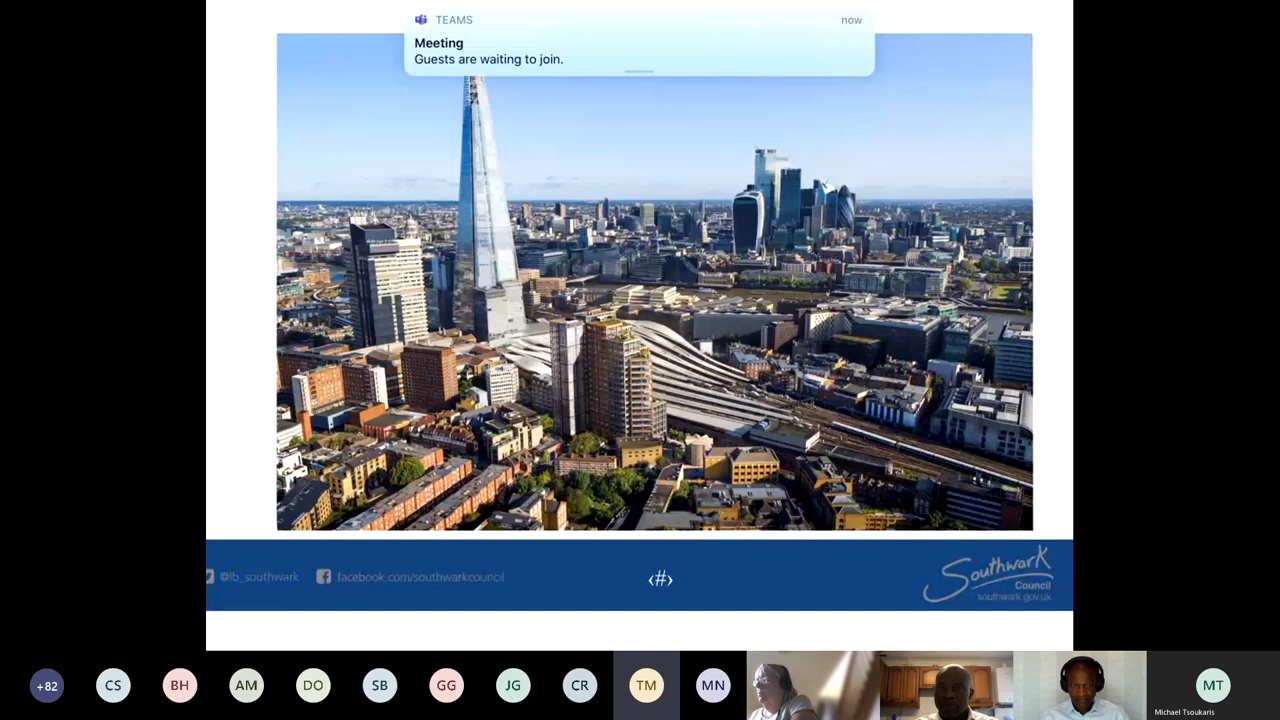 TEAMS
now
Meeting
Guests are waiting to join.
@lb_southwark
facebook.com/southwarkcouncil
‹#›
Southwark
Council
southwark.gov.uk
+82
CS
BH
AM
DO
SB
GG
JG
CR
TM
MN
MT
Michael Tsoukaris